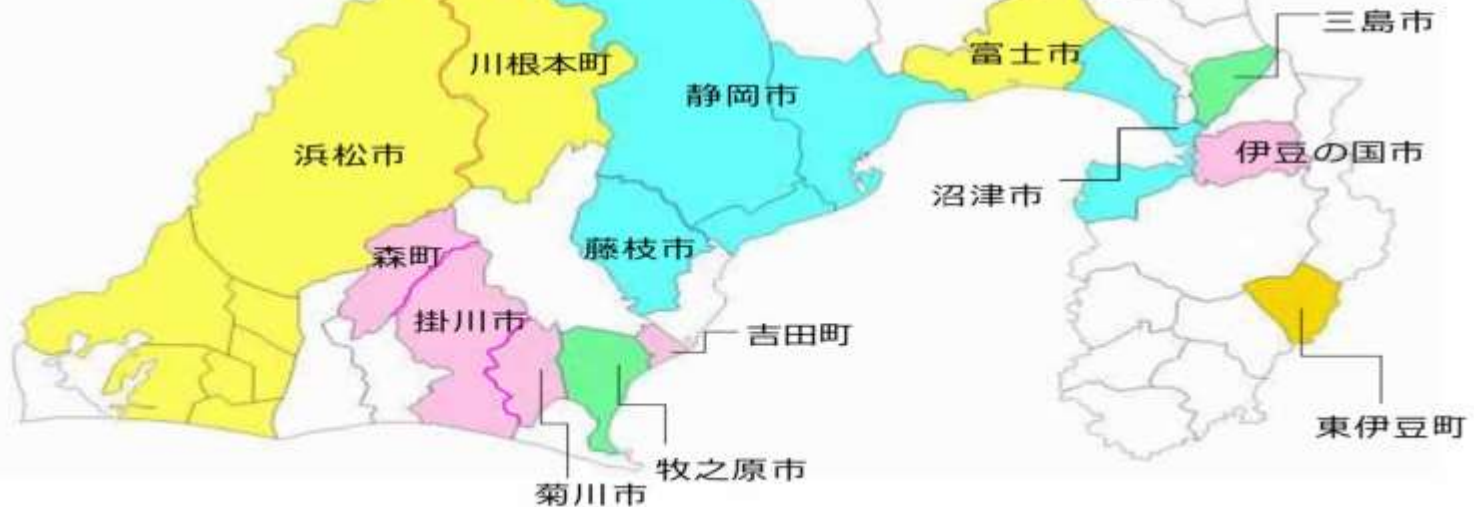 三島市
富士市
川根本町
静岡市
浜松市
伊豆の国市
沼津市
藤枝市
森町
掛川市
吉田町
東伊豆町
牧之原市
菊川市